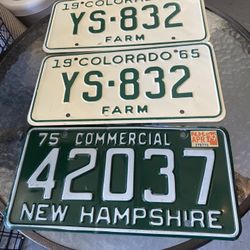 19 COLORADO
YS-832
FARM
19 COLORADO 65
YS-832
FARM
75 COMMERCIAL
42037
NEW HAMPSHIRE